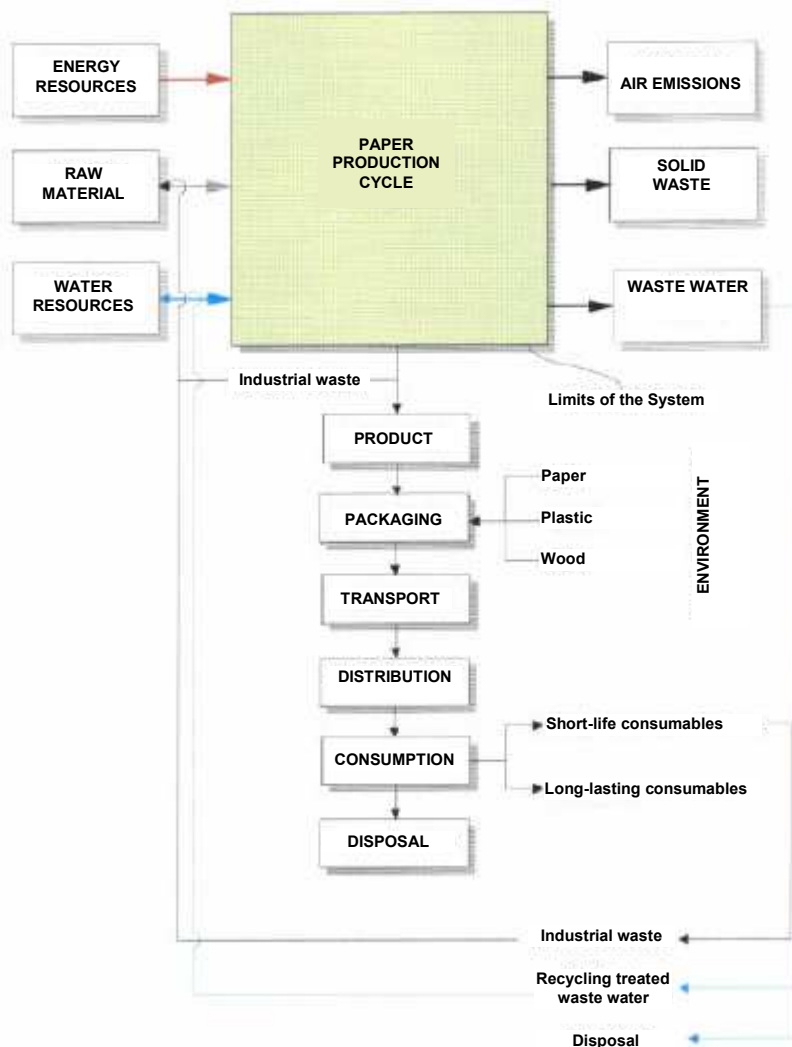 ENERGY
RESOURCES
RAW
MATERIAL
WATER
RESOURCES
PAPER
PRODUCTION
CYCLE
AIR EMISSIONS
SOLID
WASTE
WASTE WATER
Industrial waste
Limits of the System
PRODUCT
PACKAGING
Paper
Plastic
Wood
ENVIRONMENT
TRANSPORT
DISTRIBUTION
CONSUMPTION
Short-life consumables
Long-lasting consumables
DISPOSAL
Industrial waste
Recycling treated
waste water
Disposal